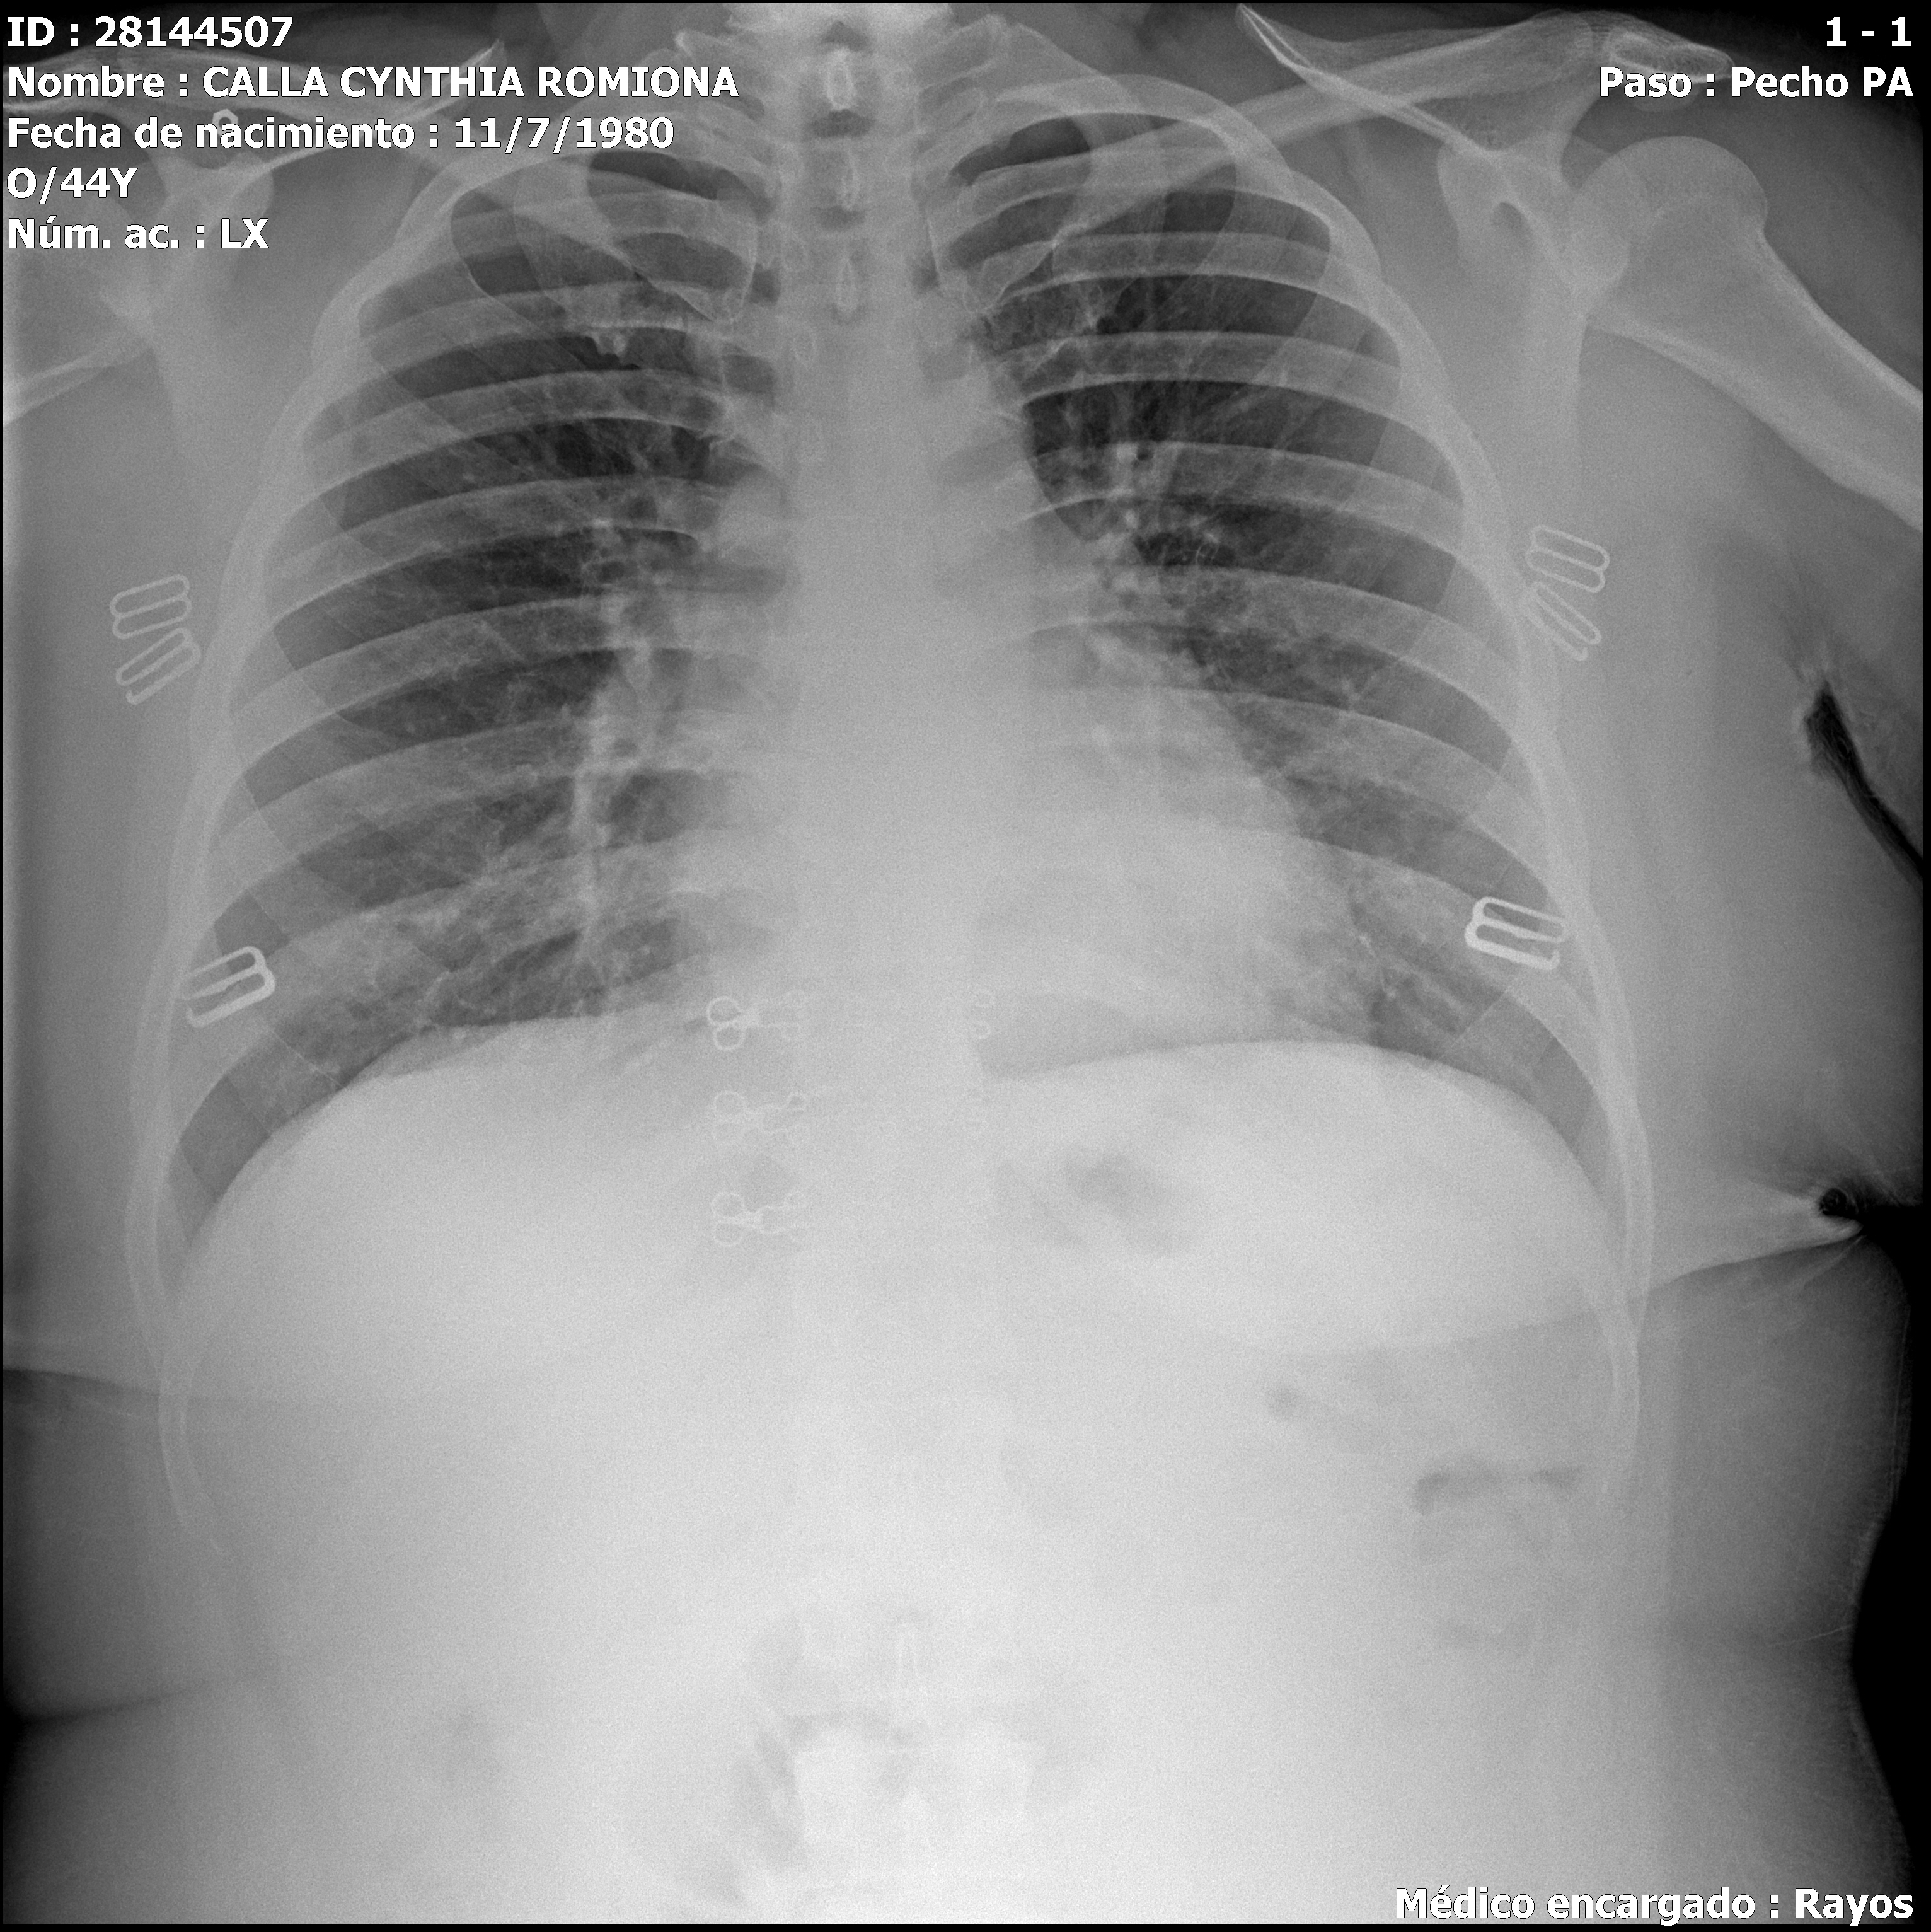 ID : 28144507
Nombre : CALLA CYNTHIA ROMIONA
Fecha de nacimiento : 11/7/1980
O/44Y
Núm. ac. : LX
1 - 1
Paso : Pecho PA
Médico encargado : Rayos